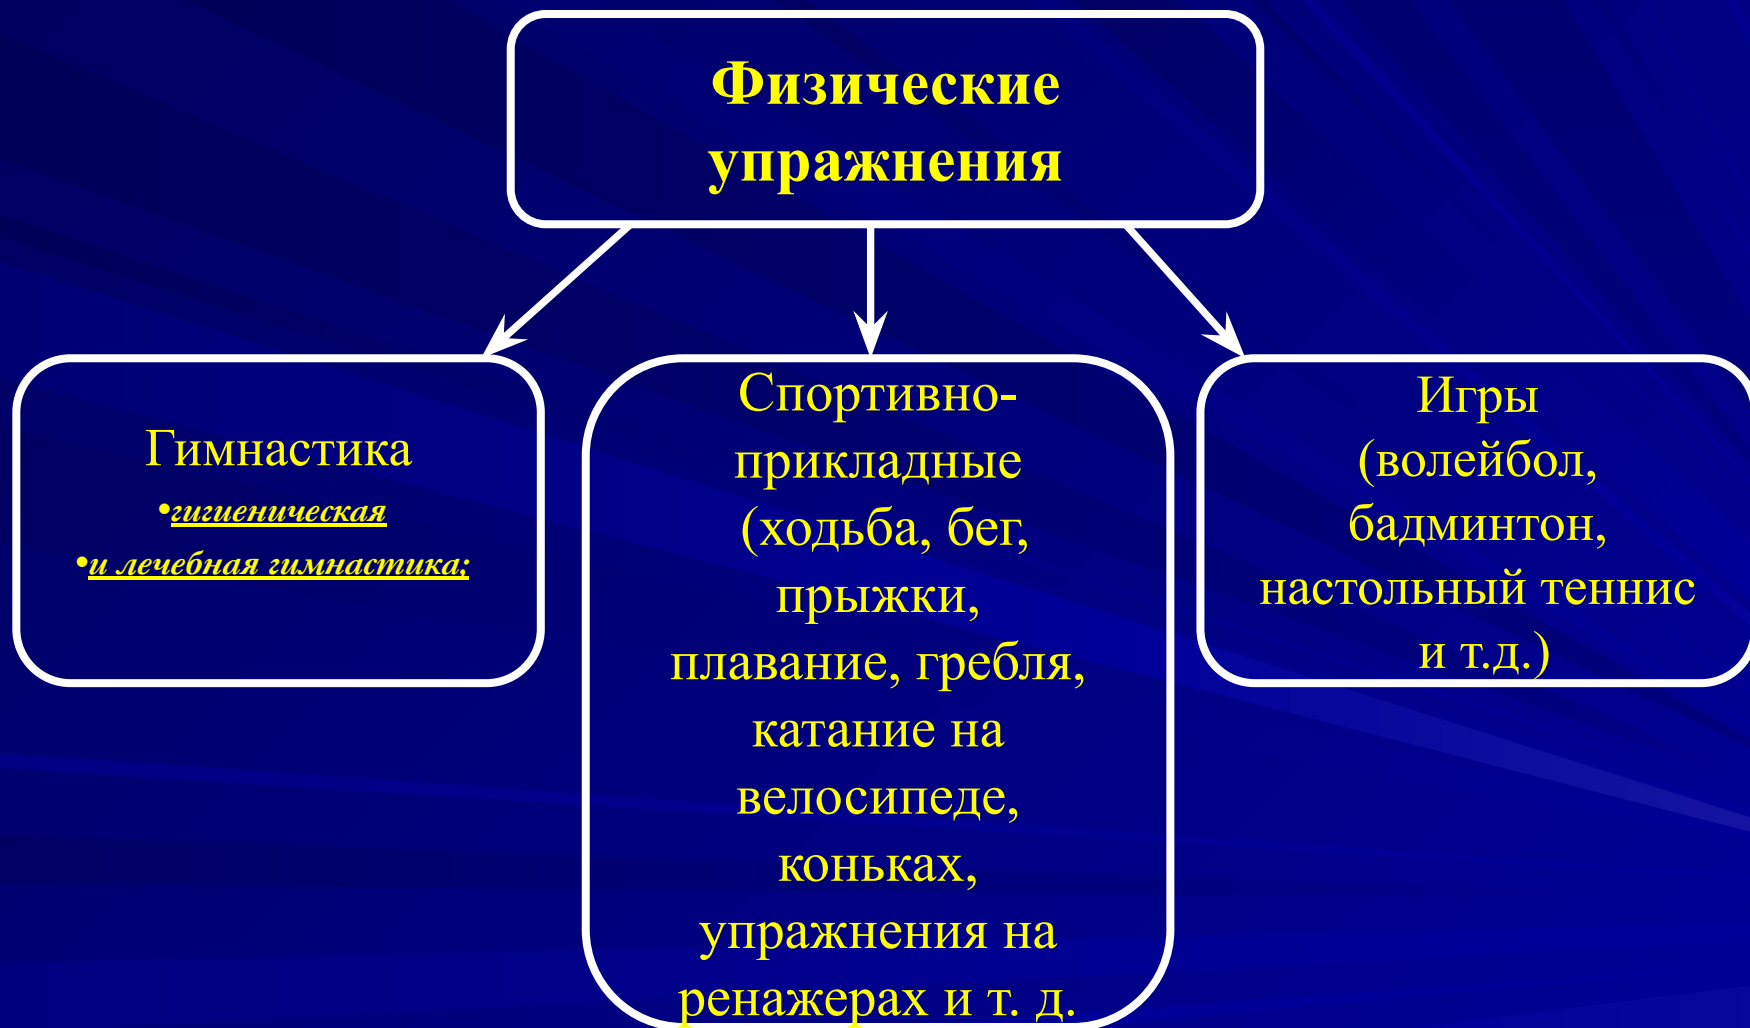 Физические
упражнения
Гимнастика
•гигиеническая
•и лечебная гимнастика;
Спортивно-
прикладные
(ходьба, бег,
прыжки,
плавание, гребля,
катание на
велосипеде,
коньках,
упражнения на
ренажерах и т. д.
Игры
(волейбол,
бадминтон,
настольный теннис
и т.д.)